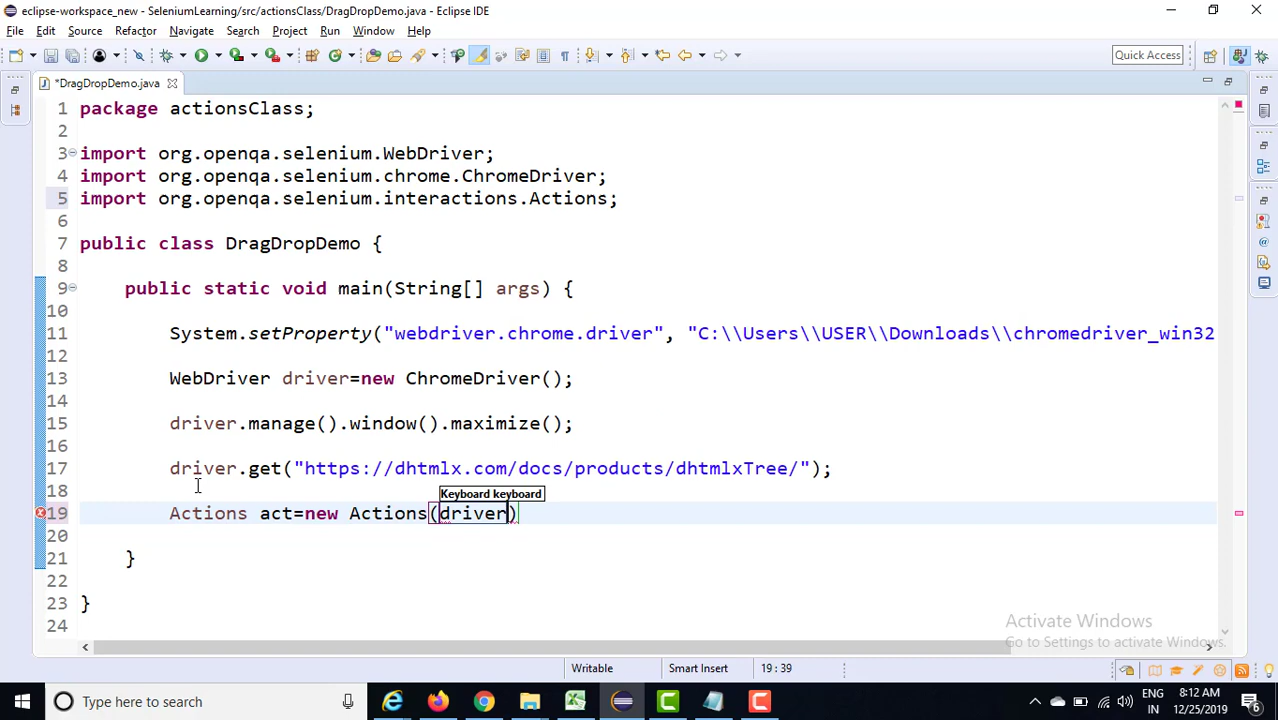 eclipse-workspace_new - SeleniumLearning/src/actionsClass/DragDropDemo.java - Eclipse IDE
File Edit Source Refactor Navigate Search Project Run Window Help
Quick Access
*DragDropDemo.java
1 package actionsClass;
2
3 import org.openqa.selenium.WebDriver;
4 import org.openqa.selenium.chrome.ChromeDriver;
5 import org.openqa.selenium.interactions.Actions;
6
7 public class DragDropDemo {
8
9 public static void main(String[] args) {
10
11 System.setProperty("webdriver.chrome.driver", "C:\\Users\\USER\\Downloads\\chromedriver_win32
12
13 WebDriver driver=new ChromeDriver();
14
15 driver.manage().window().maximize();
16
17 driver.get("https://dhtmlx.com/docs/products/dhtmlxTree/");
18
Keyboard keyboard
19 Actions act=new Actions(driver)
20
21 }
22
23 }
24
Activate Windows
Go to Settings to activate Windows.
Writable Smart Insert 19 : 39
Type here to search
ENG 8:12 AM
IN 12/25/2019 6